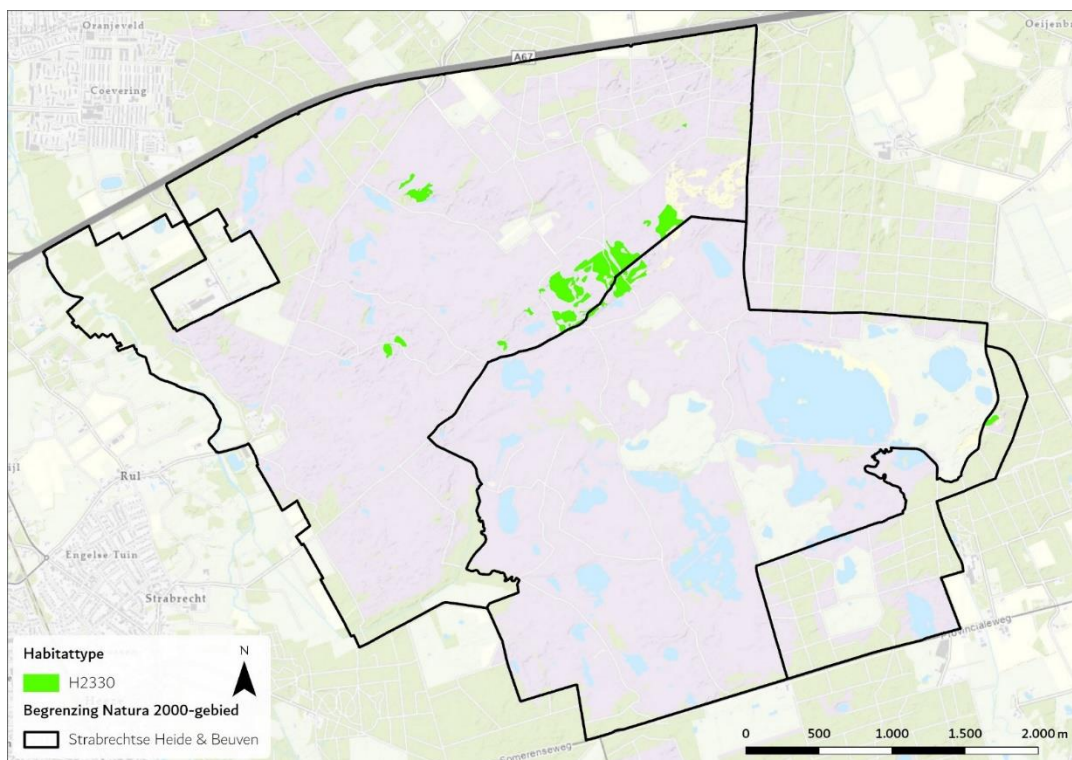 Oranjeveld
Coevering
A67
Oeijenbr
ijl
Rul
Engelse Tuin
Strabrecht
Provincialeweg
Somerenseweg
Habitattype
H2330
Begrenzing Natura 2000-gebied
Strabrechtse Heide & Beuven
N
0 500 1.000 1.500 2.000 m